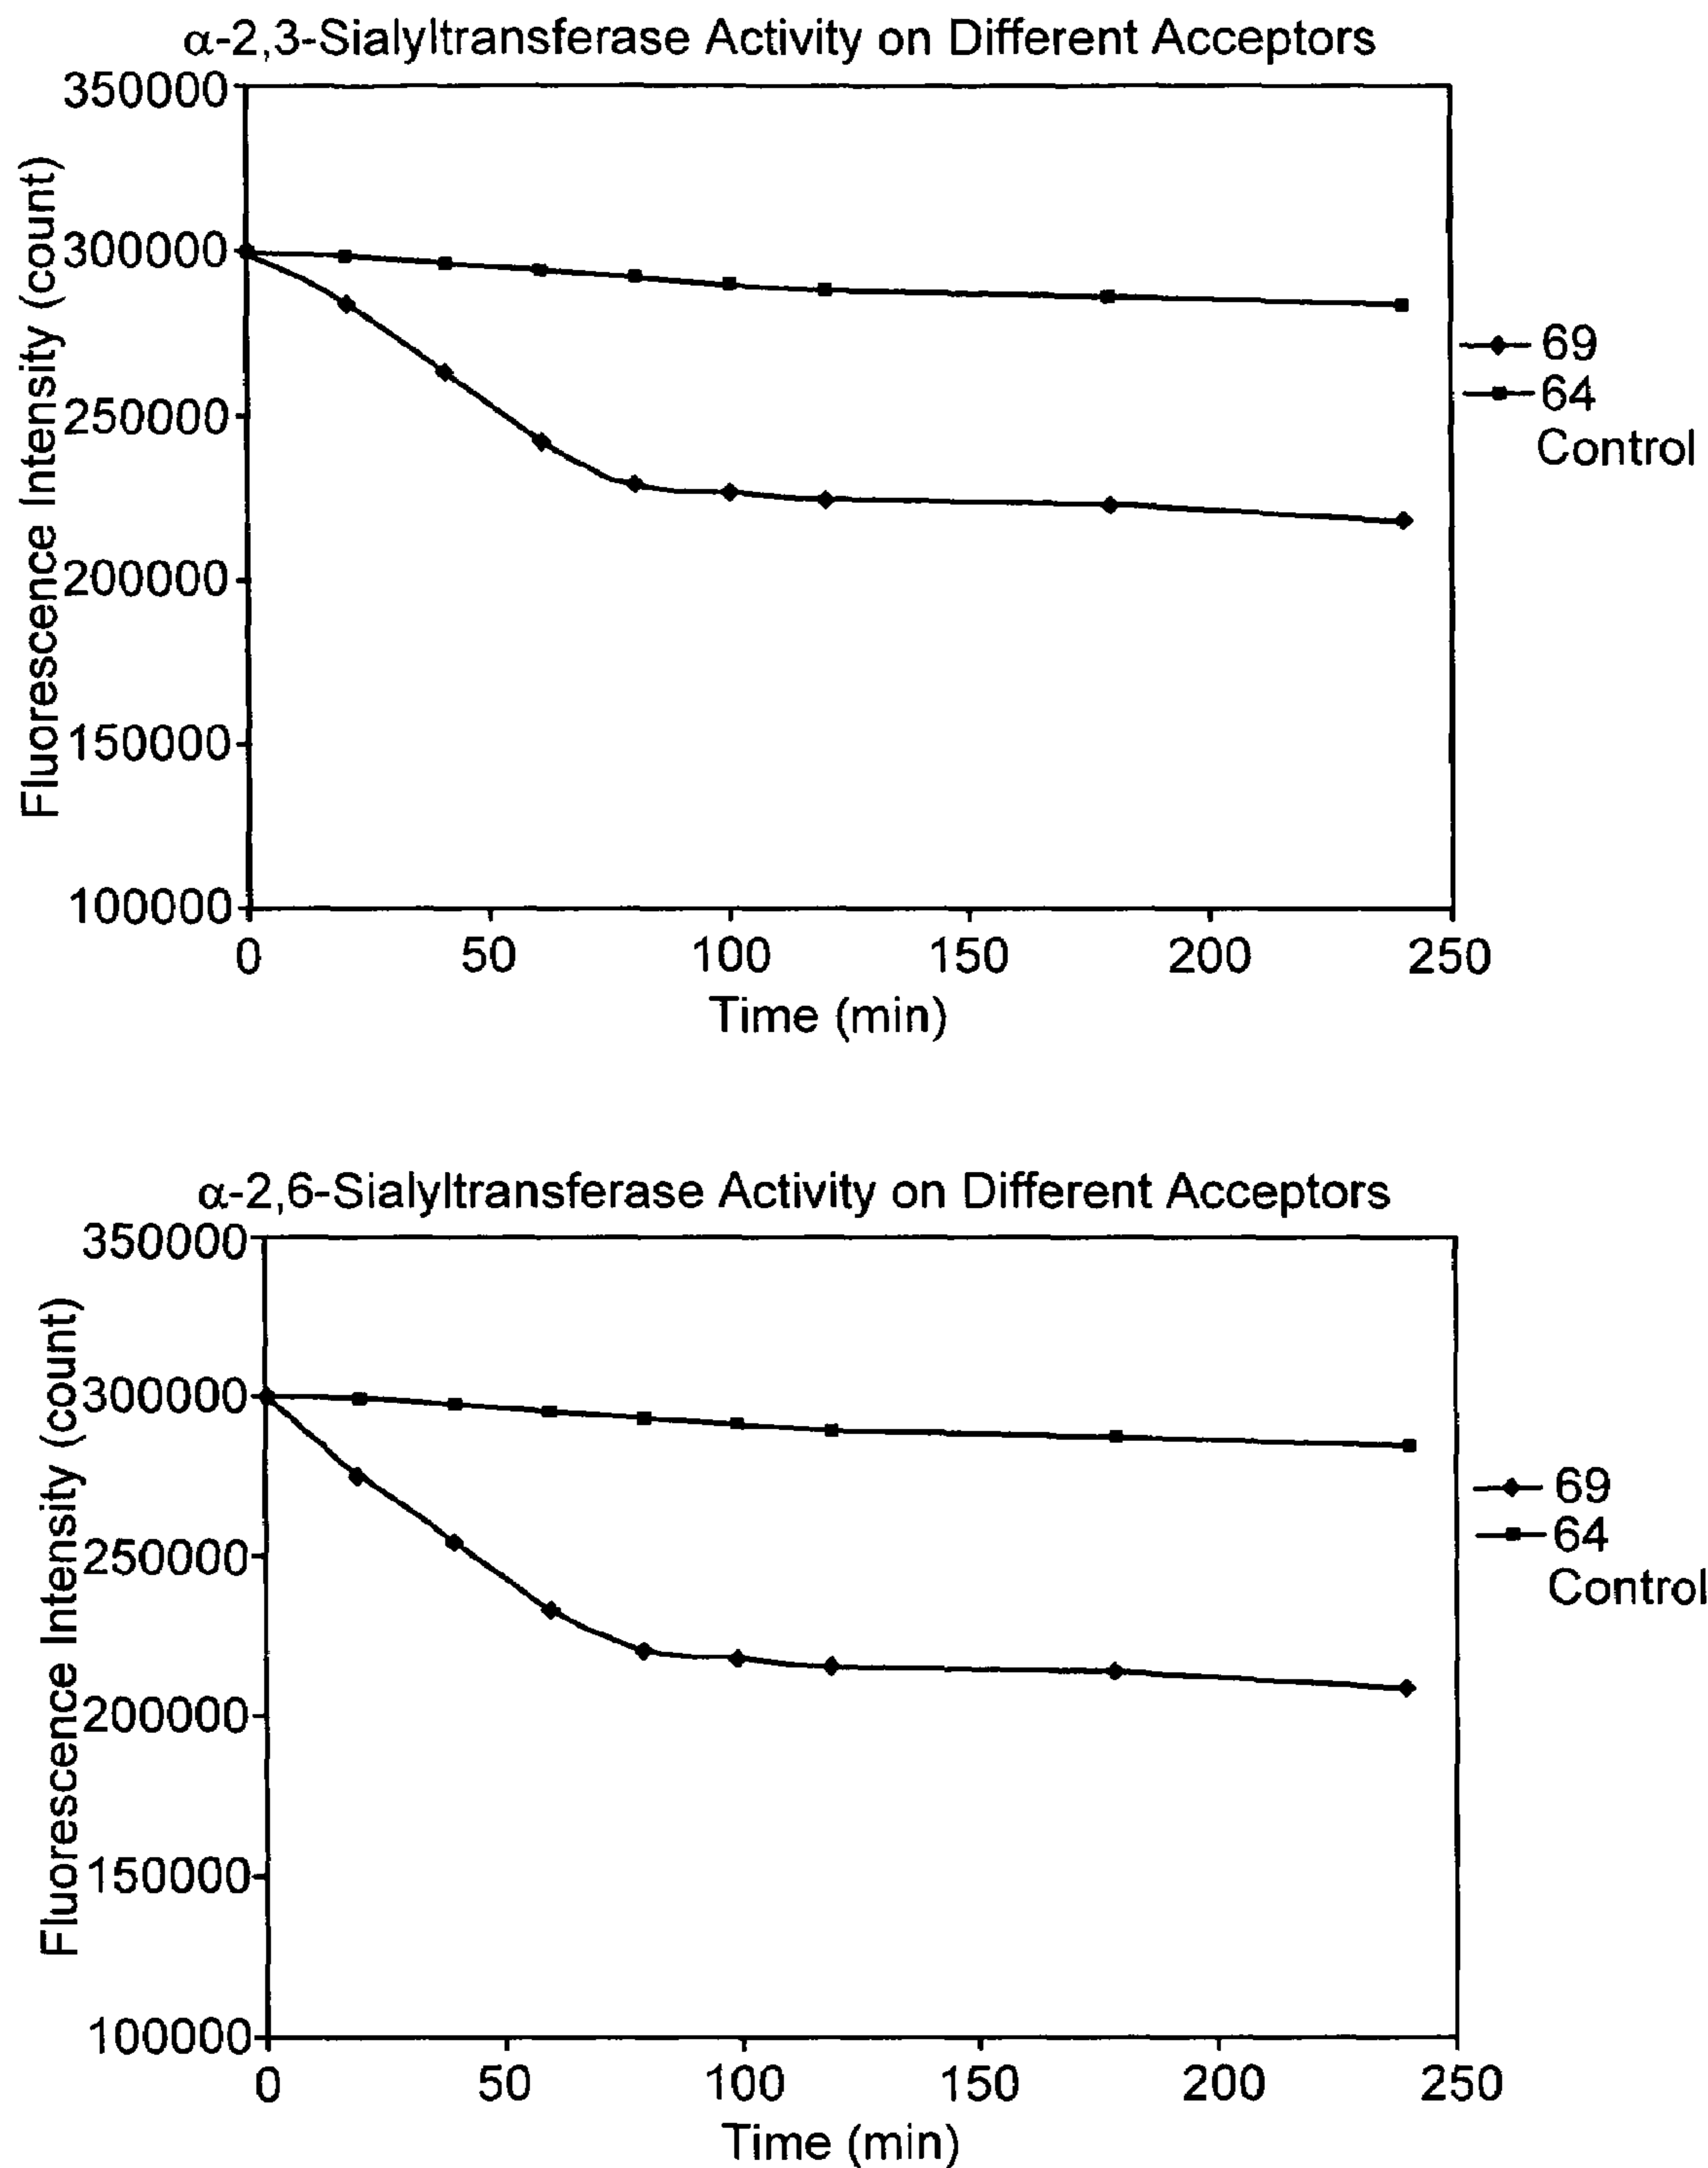 α-2,3-Sialyltransferase Activity on Different Acceptors
350000
300000
250000
200000
150000
100000
Fluorescence Intensity (count)
0 50 100 150 200 250
Time (min)
69
64
Control
α-2,6-Sialyltransferase Activity on Different Acceptors
350000
300000
250000
200000
150000
100000
Fluorescence Intensity (count)
0 50 100 150 200 250
Time (min)
69
64
Control